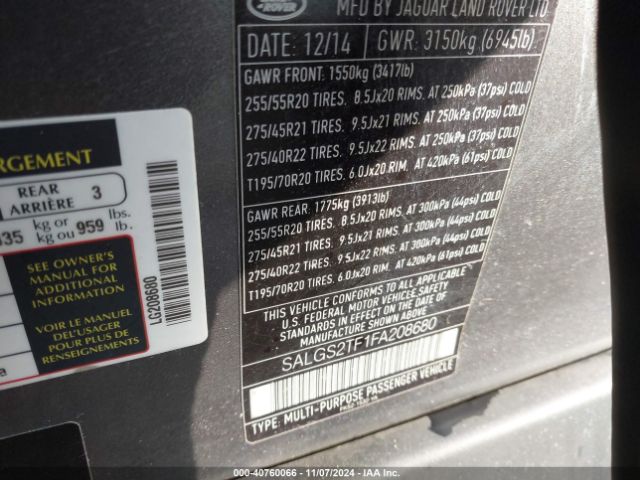 ROVER
MFD BY JAGUAR LAND ROVER LTD
DATE: 12/14 GWR: 3150kg (6945lb)
GAWR FRONT: 1550kg (3417lb)
255/55R20 TIRES. 8.5Jx20 RIMS. AT 250kPa (37psi) COLD
275/45R21 TIRES. 9.5Jx21 RIMS. AT 250kPa (37psi) COLD
275/40R22 TIRES. 9.5Jx22 RIMS. AT 250kPa (37psi) COLD
T195/70R20 TIRES. 6.0Jx20 RIM. AT 420kPa (61psi) COLD
GAWR REAR: 1775kg (3913lb)
255/55R20 TIRES. 8.5Jx20 RIMS. AT 300kPa (44psi) COLD
275/45R21 TIRES. 9.5Jx21 RIMS. AT 300kPa (44psi) COLD
275/40R22 TIRES. 9.5Jx22 RIMS. AT 300kPa (44psi) COLD
T195/70R20 TIRES. 6.0Jx20 RIM. AT 420kPa (61psi) COLD
THIS VEHICLE CONFORMS TO ALL APPLICABLE
U.S. FEDERAL MOTOR VEHICLE SAFETY
STANDARDS IN EFFECT ON THE DATE OF
MANUFACTURE SHOWN ABOVE
SALGS2TF1FA208680
TYPE: MULTI-PURPOSE PASSENGER VEHICLE
RGEMENT
REAR 3
ARRIÈRE
435 kg or 959 lbs.
kg ou lb.
SEE OWNER'S
MANUAL FOR
ADDITIONAL
INFORMATION
VOIR LE MANUEL
DE L'USAGER
POUR PLUS DE
RENSEIGNEMENTS
LG208680
000-40760066 - 11/07/2024 - IAA Inc.